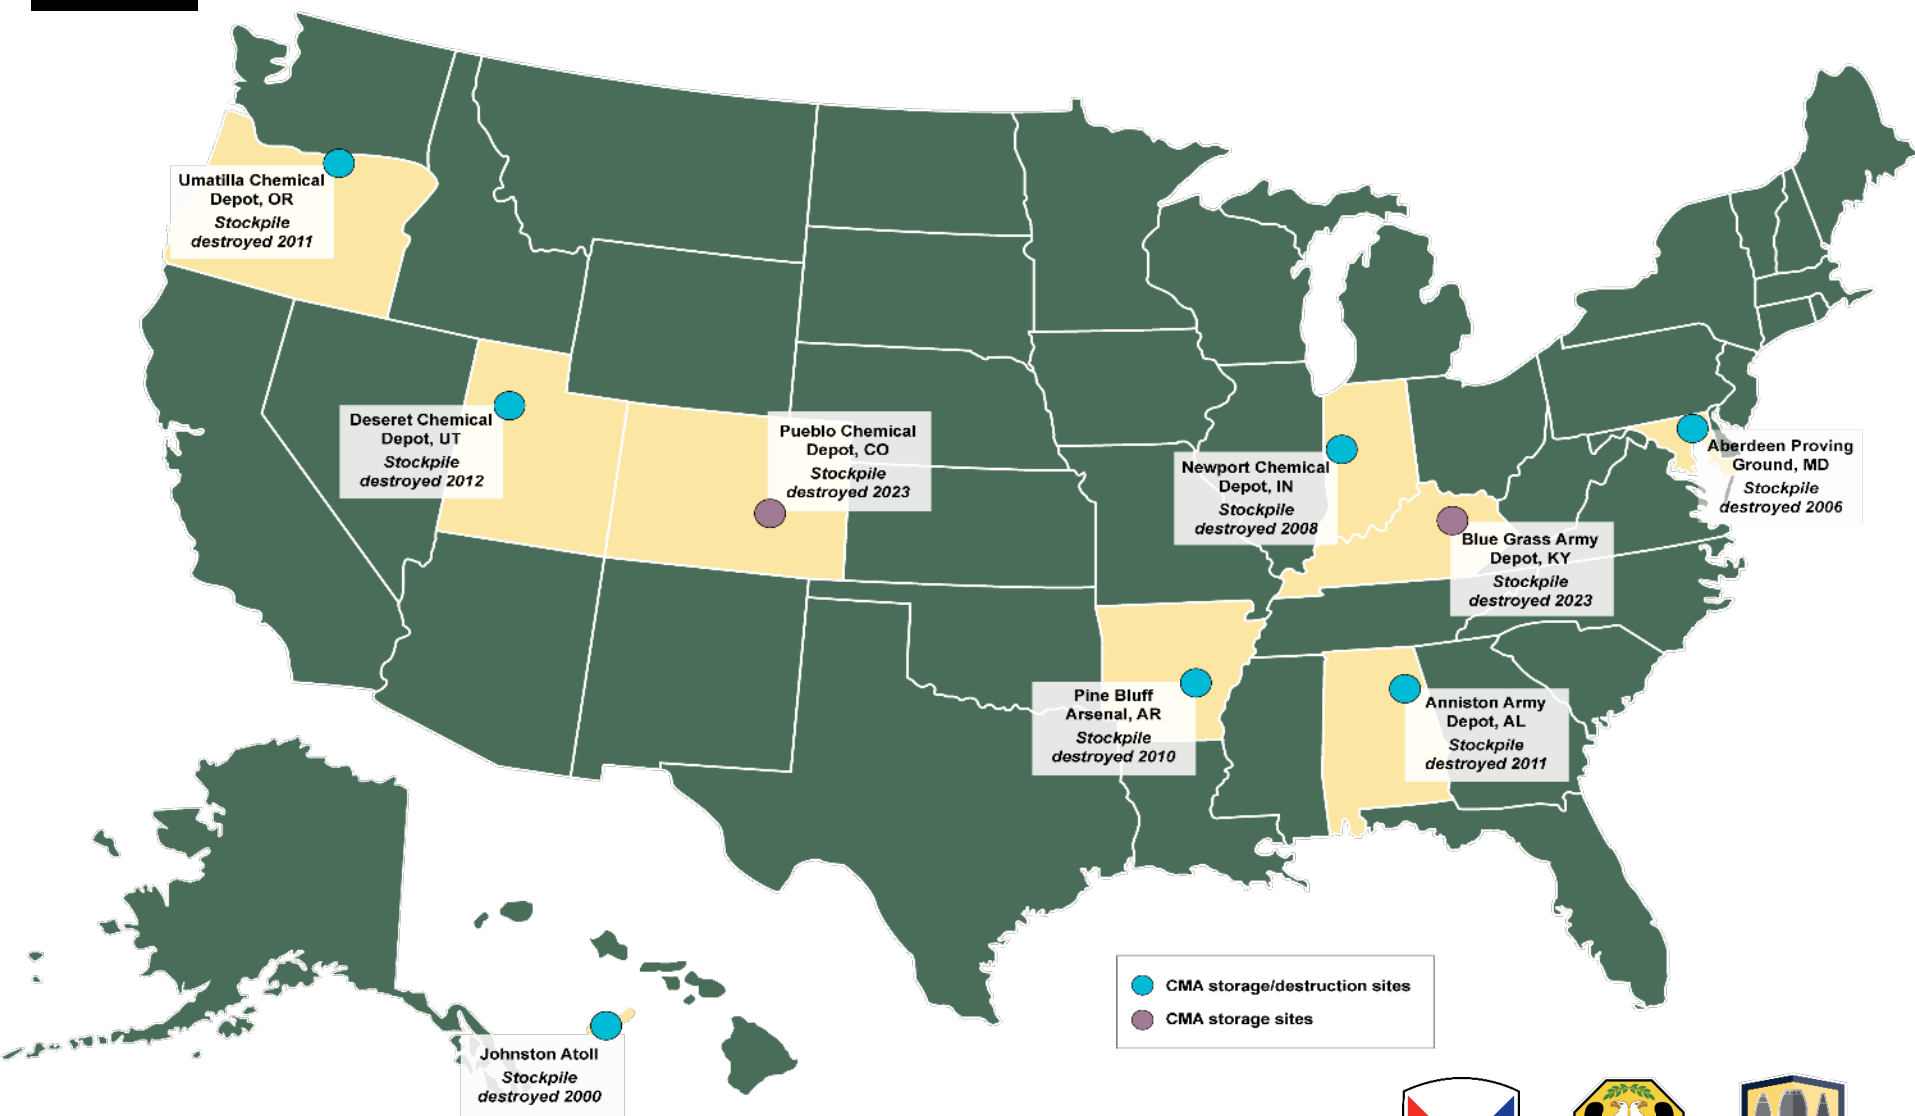 Umatilla Chemical
Depot, OR
Stockpile
destroyed 2011
Deseret Chemical
Depot, UT
Stockpile
destroyed 2012
Pueblo Chemical
Depot, CO
Stockpile
destroyed 2023
Newport Chemical
Depot, IN
Stockpile
destroyed 2008
Aberdeen Proving
Ground, MD
Stockpile
destroyed 2006
Blue Grass Army
Depot, KY
Stockpile
destroyed 2023
Pine Bluff
Arsenal, AR
Stockpile
destroyed 2010
Anniston Army
Depot, AL
Stockpile
destroyed 2011
Johnston Atoll
Stockpile
destroyed 2000
CMA storage/destruction sites
CMA storage sites